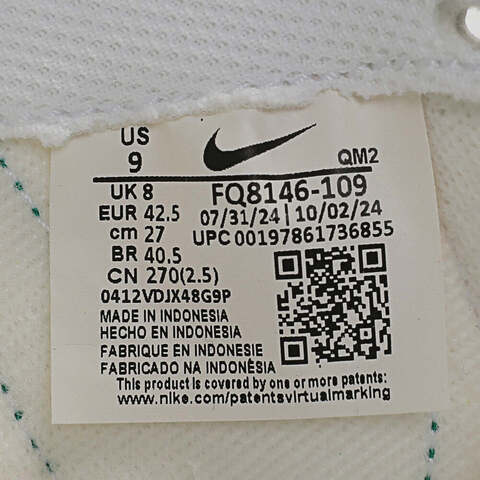 US
9
QM2
UK 8
FQ8146-109
EUR 42.5
07/31/24 | 10/02/24
cm 27
UPC 00197861736855
BR 40.5
CN 270(2.5)
0412VDJX48G9P
MADE IN INDONESIA
HECHO EN INDONESIA
FABRIQUE EN INDONESIE
FABRICADO NA INDONÉSIA
This product is covered by one or more patents:
www.nike.com/patentsvirtualmarking